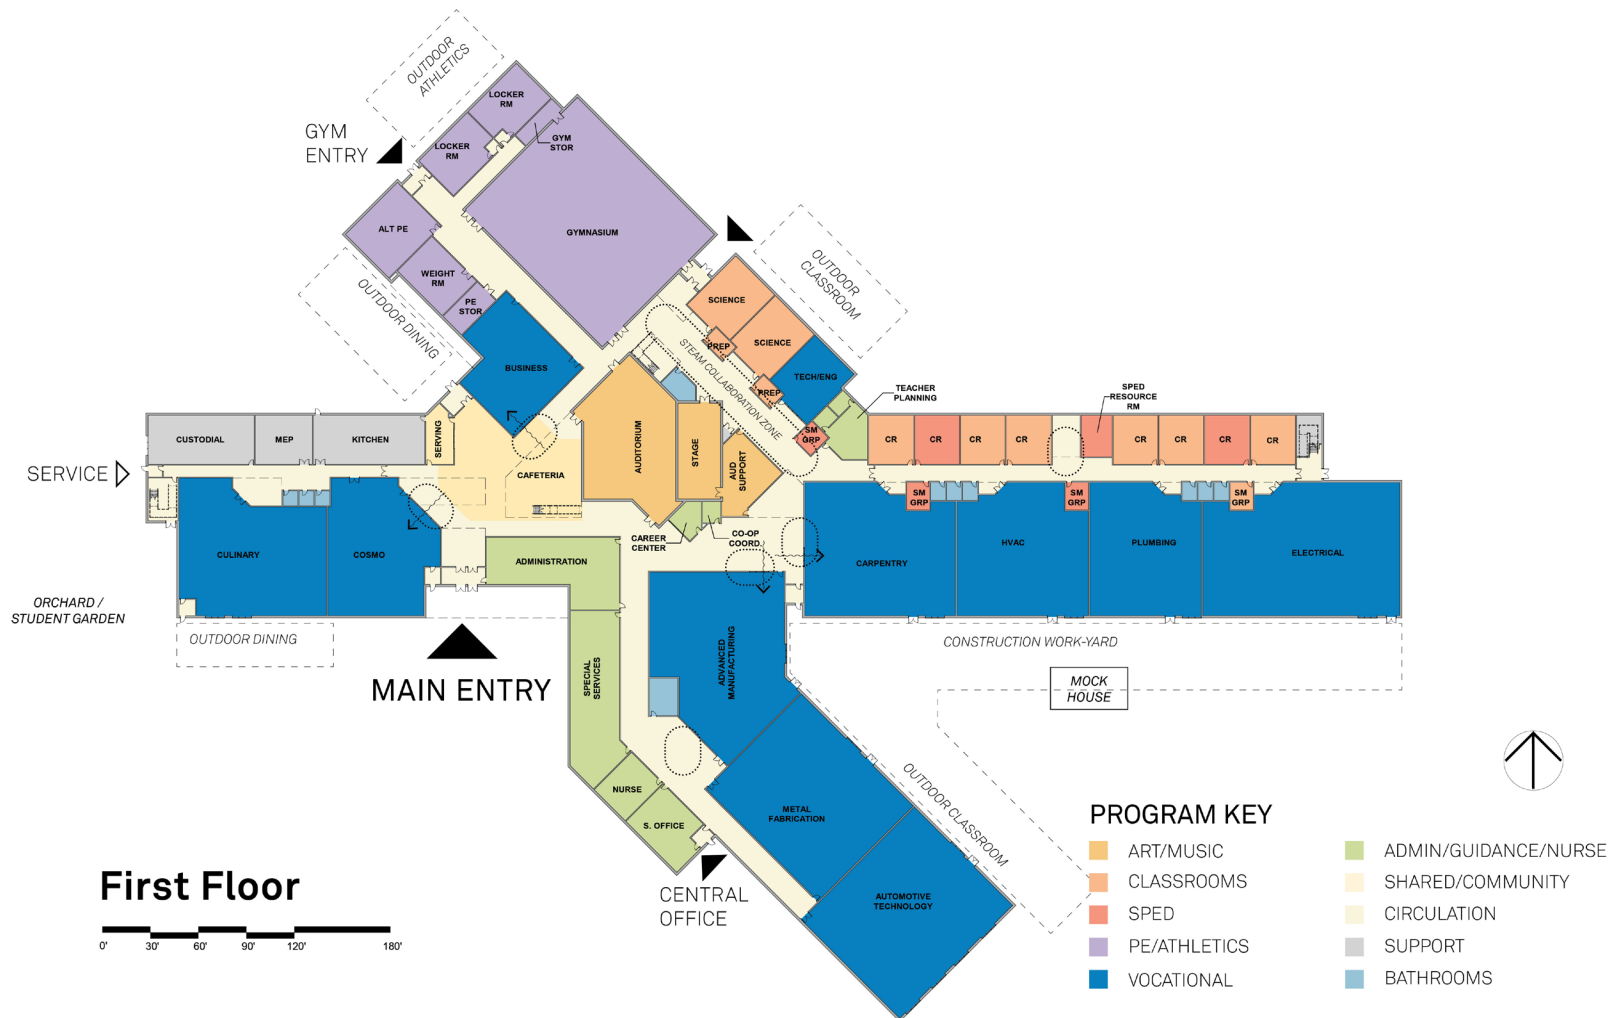 OUTDOOR
ATHLETICS
LOCKER
RM
GYM
ENTRY
GYM
STOR
LOCKER
RM
ALT PE
GYMNASIUM
OUTDOOR
CLASSROOM
WEIGHT
RM
OUTDOOR DINING
PE
STOR
SCIENCE
PREP
SCIENCE
STEAM COLLABORATION ZONE
BUSINESS
TECH/ENG
PREP
TEACHER
PLANNING
SPED
RESOURCE
RM
CUSTODIAL
MEP
KITCHEN
SERVING
CAFETERIA
AUDITORIUM
STAGE
AUD
SUPPORT
SM
GRP
CR
CR
CR
CR
CR
CR
CR
CR
SERVICE
SM
GRP
SM
GRP
SM
GRP
CAREER
CENTER
CO-OP
COORD.
CULINARY
COSMO
ADMINISTRATION
CARPENTRY
HVAC
PLUMBING
ELECTRICAL
ORCHARD /
STUDENT GARDEN
OUTDOOR DINING
MAIN ENTRY
SPECIAL
SERVICES
ADVANCED
MANUFACTURING
CONSTRUCTION WORK-YARD
MOCK
HOUSE
NURSE
S. OFFICE
METAL
FABRICATION
OUTDOOR CLASSROOM
AUTOMOTIVE
TECHNOLOGY
CENTRAL
OFFICE
First Floor
0' 30' 60' 90' 120' 180'
PROGRAM KEY
ART/MUSIC
CLASSROOMS
SPED
PE/ATHLETICS
VOCATIONAL
ADMIN/GUIDANCE/NURSE
SHARED/COMMUNITY
CIRCULATION
SUPPORT
BATHROOMS